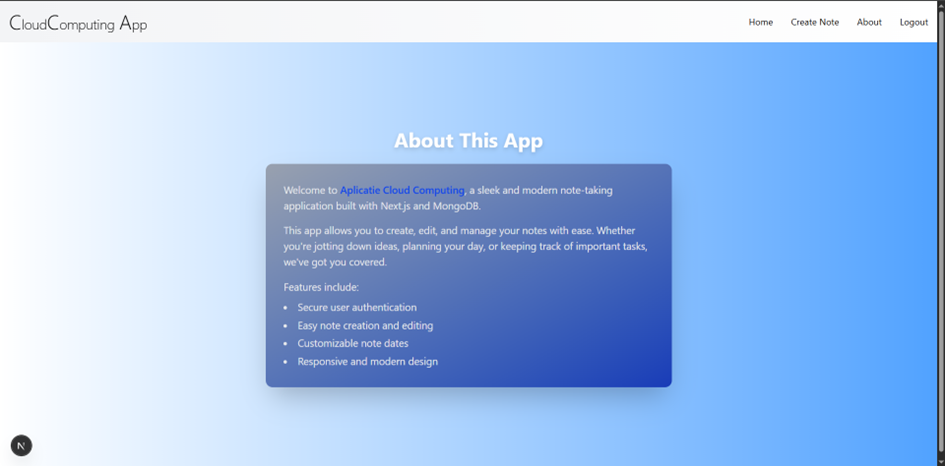 CloudComputing App
Home Create Note About Logout
About This App
Welcome to Aplicatie Cloud Computing, a sleek and modern note-taking
application built with Next.js and MongoDB.
This app allows you to create, edit, and manage your notes with ease. Whether
you're jotting down ideas, planning your day, or keeping track of important tasks,
we've got you covered.
Features include:
• Secure user authentication
• Easy note creation and editing
• Customizable note dates
• Responsive and modern design
N